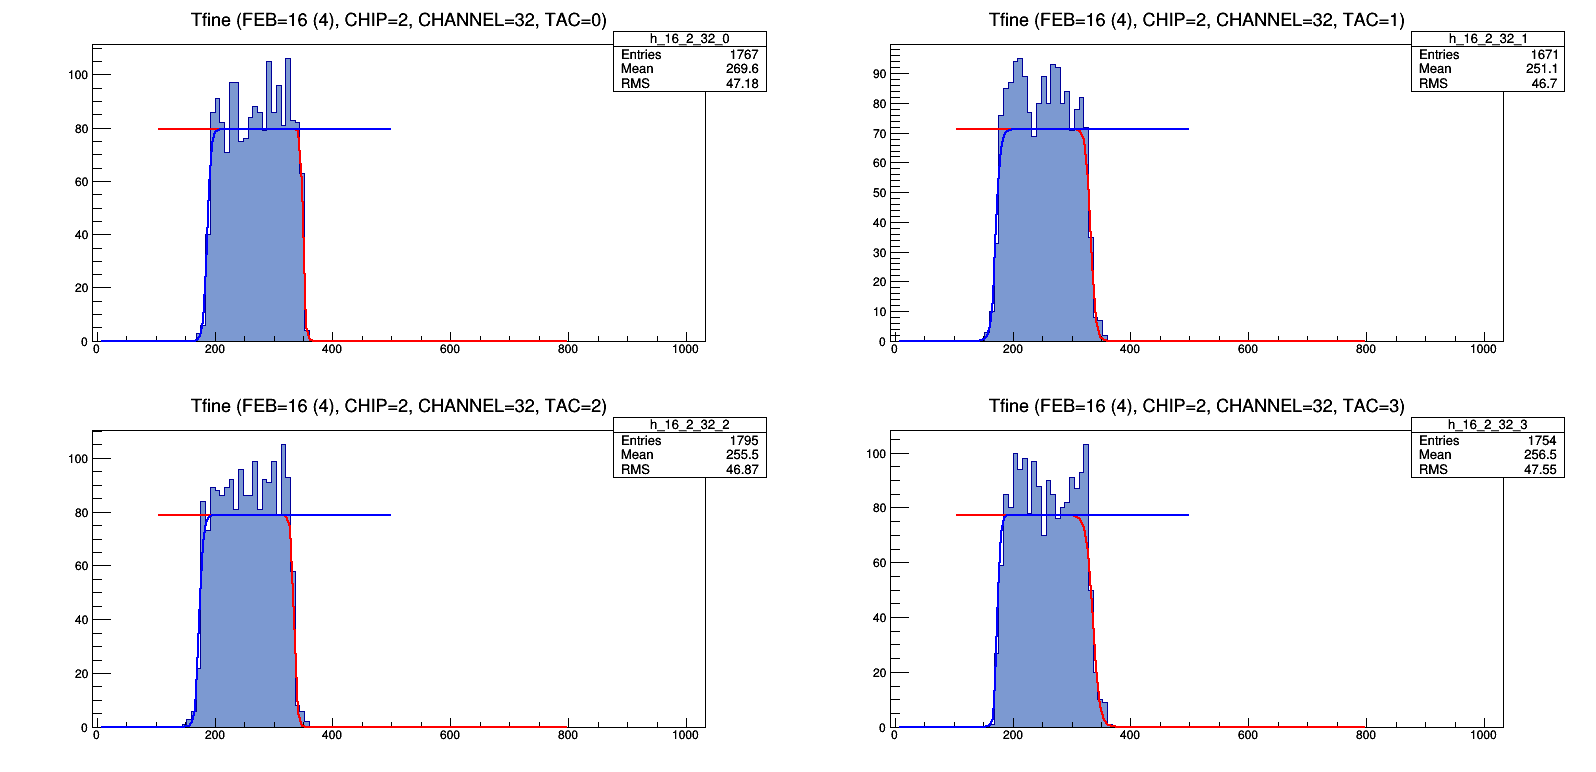 Tfine (FEB=16 (4), CHIP=2, CHANNEL=32, TAC=0)
h_16_2_32_0
Entries 1767
Mean 269.6
RMS 47.18
100
80
60
40
20
0
0 200 400 600 800 1000
Tfine (FEB=16 (4), CHIP=2, CHANNEL=32, TAC=1)
h_16_2_32_1
Entries 1671
Mean 251.1
RMS 46.7
90
80
70
60
50
40
30
20
10
0
0 200 400 600 800 1000
Tfine (FEB=16 (4), CHIP=2, CHANNEL=32, TAC=2)
h_16_2_32_2
Entries 1795
Mean 255.5
RMS 46.87
100
80
60
40
20
0
0 200 400 600 800 1000
Tfine (FEB=16 (4), CHIP=2, CHANNEL=32, TAC=3)
h_16_2_32_3
Entries 1754
Mean 256.5
RMS 47.55
100
80
60
40
20
0
0 200 400 600 800 1000